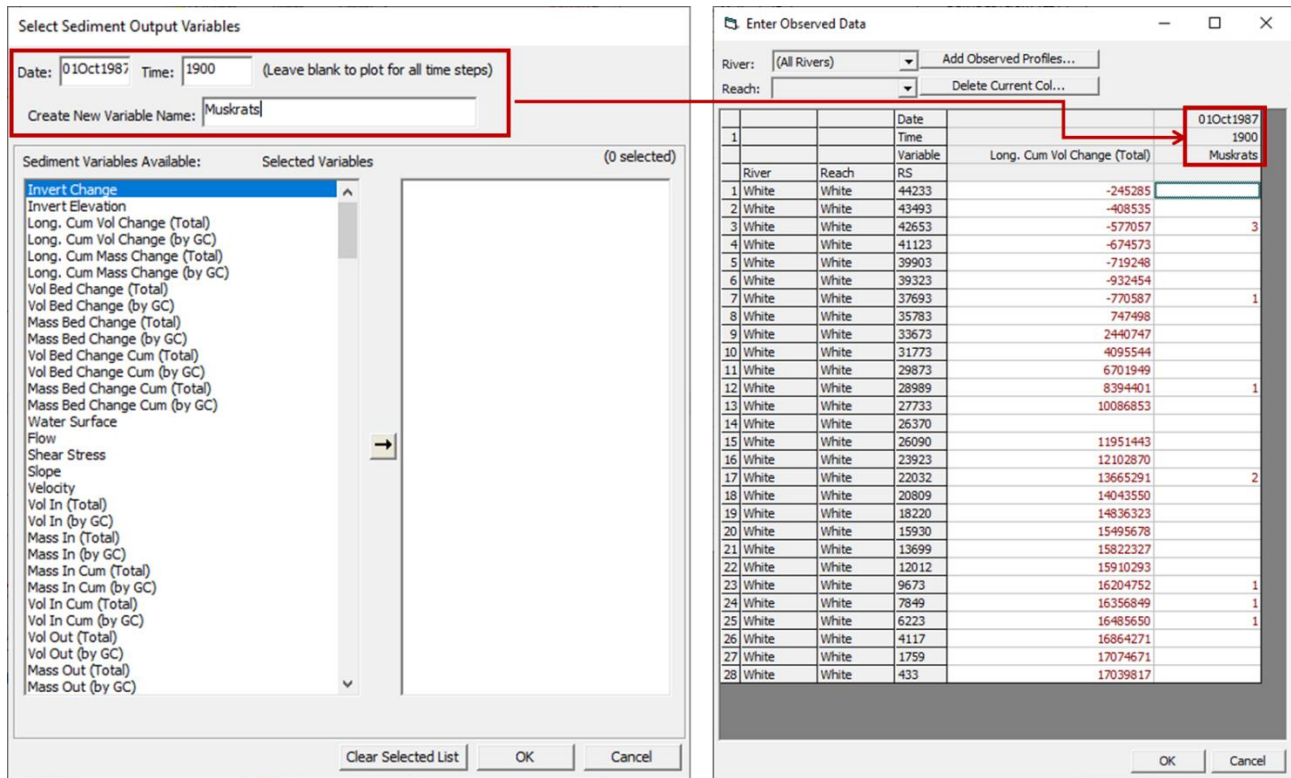 Select Sediment Output Variables
Date: 01Oct1987 Time: 1900 (Leave blank to plot for all time steps)
Create New Variable Name: Muskrats
Sediment Variables Available: Selected Variables (0 selected)
Invert Change
Invert Elevation
Long. Cum Vol Change (Total)
Long. Cum Vol Change (by GC)
Long. Cum Mass Change (Total)
Long. Cum Mass Change (by GC)
Vol Bed Change (Total)
Vol Bed Change (by GC)
Mass Bed Change (Total)
Mass Bed Change (by GC)
Vol Bed Change Cum (Total)
Vol Bed Change Cum (by GC)
Mass Bed Change Cum (Total)
Mass Bed Change Cum (by GC)
Water Surface
Flow
Shear Stress
Slope
Velocity
Vol In (Total)
Vol In (by GC)
Mass In (Total)
Mass In (by GC)
Mass In Cum (Total)
Mass In Cum (by GC)
Vol In Cum (Total)
Vol In Cum (by GC)
Vol Out (Total)
Vol Out (by GC)
Mass Out (Total)
Mass Out (by GC)
Clear Selected List OK Cancel
Enter Observed Data
River: (All Rivers) Add Observed Profiles...
Reach: Delete Current Col...
Date 01Oct1987
1 Time 1900
Variable Long. Cum Vol Change (Total) Muskrats
River Reach RS
1 White White 44233 -245285
2 White White 43493 -408535
3 White White 42653 -577057 3
4 White White 41123 -674573
5 White White 39903 -719248
6 White White 39323 -932454
7 White White 37693 -770587 1
8 White White 35783 747498
9 White White 33673 2440747
10 White White 31773 4095544
11 White White 29873 6701949
12 White White 28989 8394401 1
13 White White 27733 10086853
14 White White 26370
15 White White 26090 11951443
16 White White 23923 12102870
17 White White 22032 13665291 2
18 White White 20809 14043550
19 White White 18220 14836323
20 White White 15930 15495678
21 White White 13699 15822327
22 White White 12012 15910293
23 White White 9673 16204752 1
24 White White 7849 16356849 1
25 White White 6223 16485650 1
26 White White 4117 16864271
27 White White 1759 17074671
28 White White 433 17039817
OK Cancel